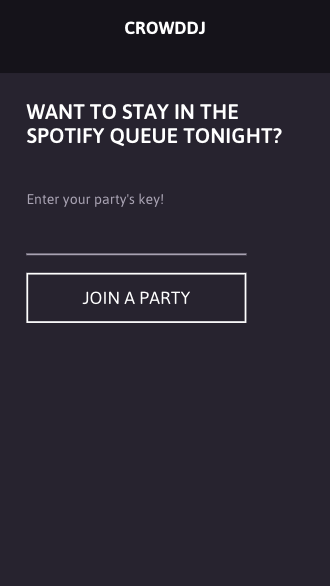 CROWDDJ
WANT TO STAY IN THE
SPOTIFY QUEUE TONIGHT?
Enter your party's key!
JOIN A PARTY